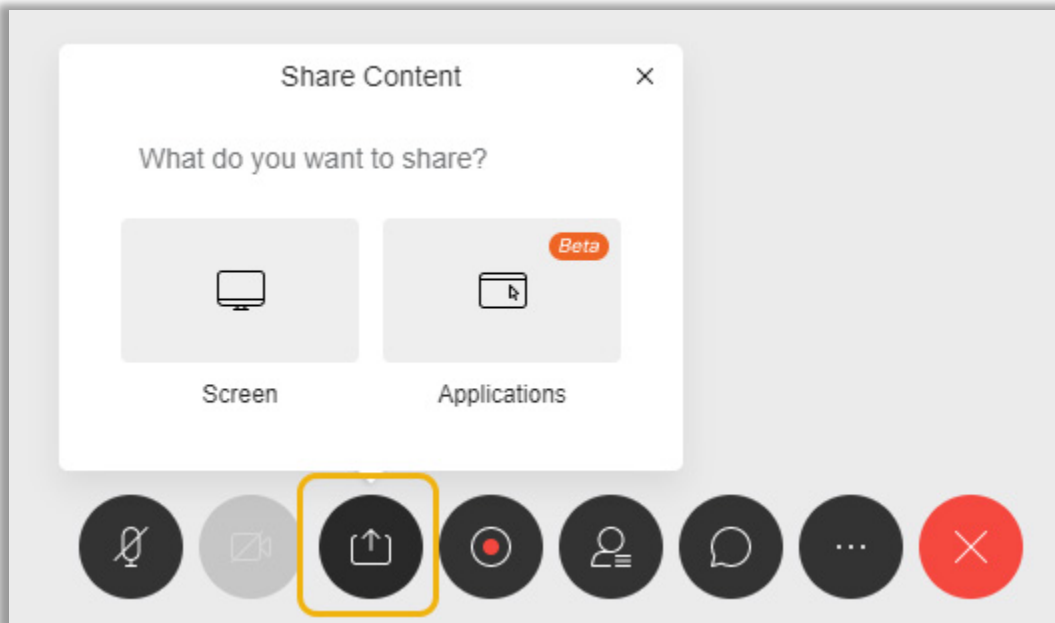 Share Content
What do you want to share?
Beta
Screen
Applications